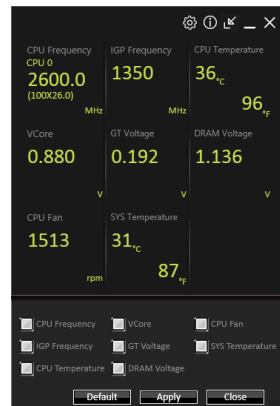 CPU Frequency IGP Frequency CPU Temperature
CPU 0
2600.0 1350 36 °C
(100X26.0)
MHz MHz 96 °F
VCore GT Voltage DRAM Voltage
0.880 0.192 1.136
V V V
CPU Fan SYS Temperature
1513 31 °C
rpm 87 °F
CPU Frequency VCore CPU Fan
IGP Frequency GT Voltage SYS Temperature
CPU Temperature DRAM Voltage
Default Apply Close